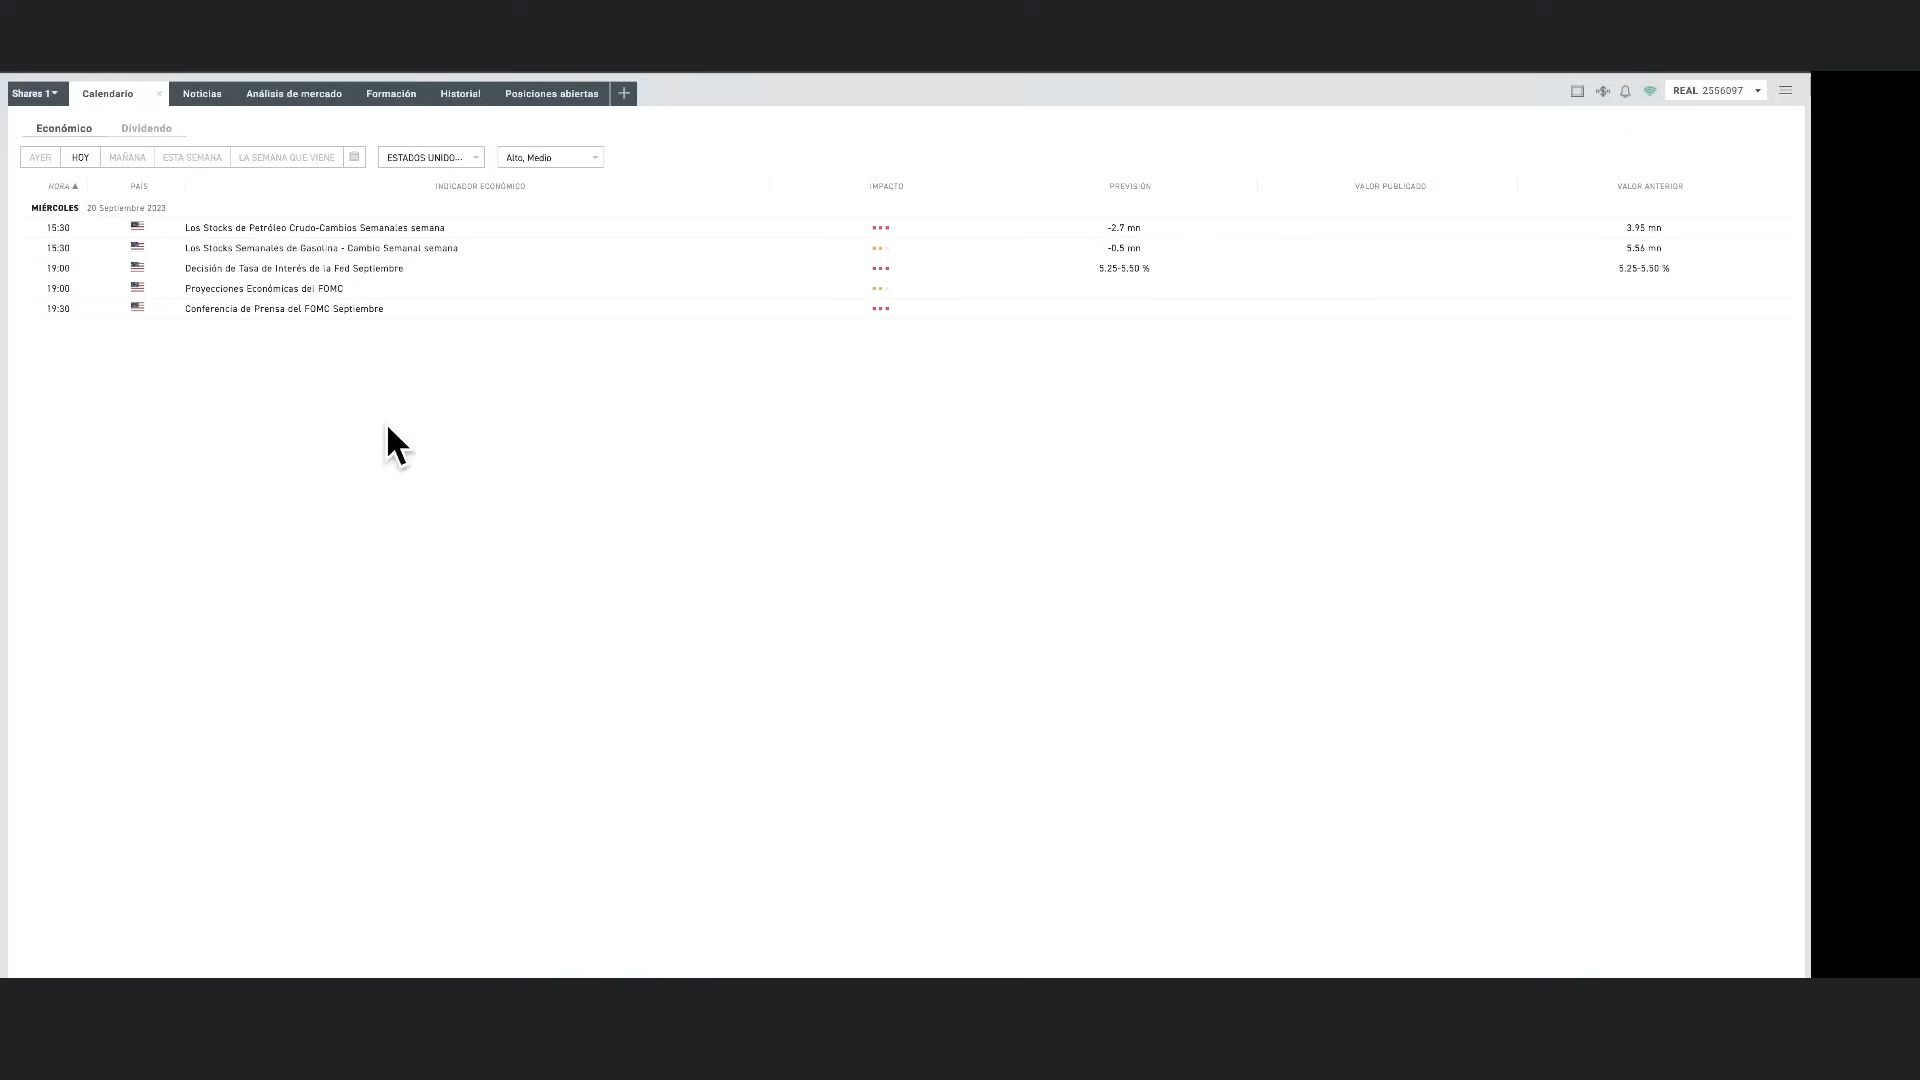 Shares 1 Calendario × Noticias Análisis de mercado Formación Historial Posiciones abiertas + REAL 2556097
Económico Dividendo
AYER HOY MAÑANA ESTA SEMANA LA SEMANA QUE VIENE ESTADOS UNIDO... Alto, Medio
HORA ▲ PAÍS INDICADOR ECONÓMICO IMPACTO PREVISIÓN VALOR PUBLICADO VALOR ANTERIOR
MIÉRCOLES 20 Septiembre 2023
15:30 Los Stocks de Petróleo Crudo-Cambios Semanales semana -2.7 mn 3.95 mn
15:30 Los Stocks Semanales de Gasolina - Cambio Semanal semana -0.5 mn 5.56 mn
19:00 Decisión de Tasa de Interés de la Fed Septiembre 5.25-5.50 % 5.25-5.50 %
19:00 Proyecciones Económicas del FOMC
19:30 Conferencia de Prensa del FOMC Septiembre